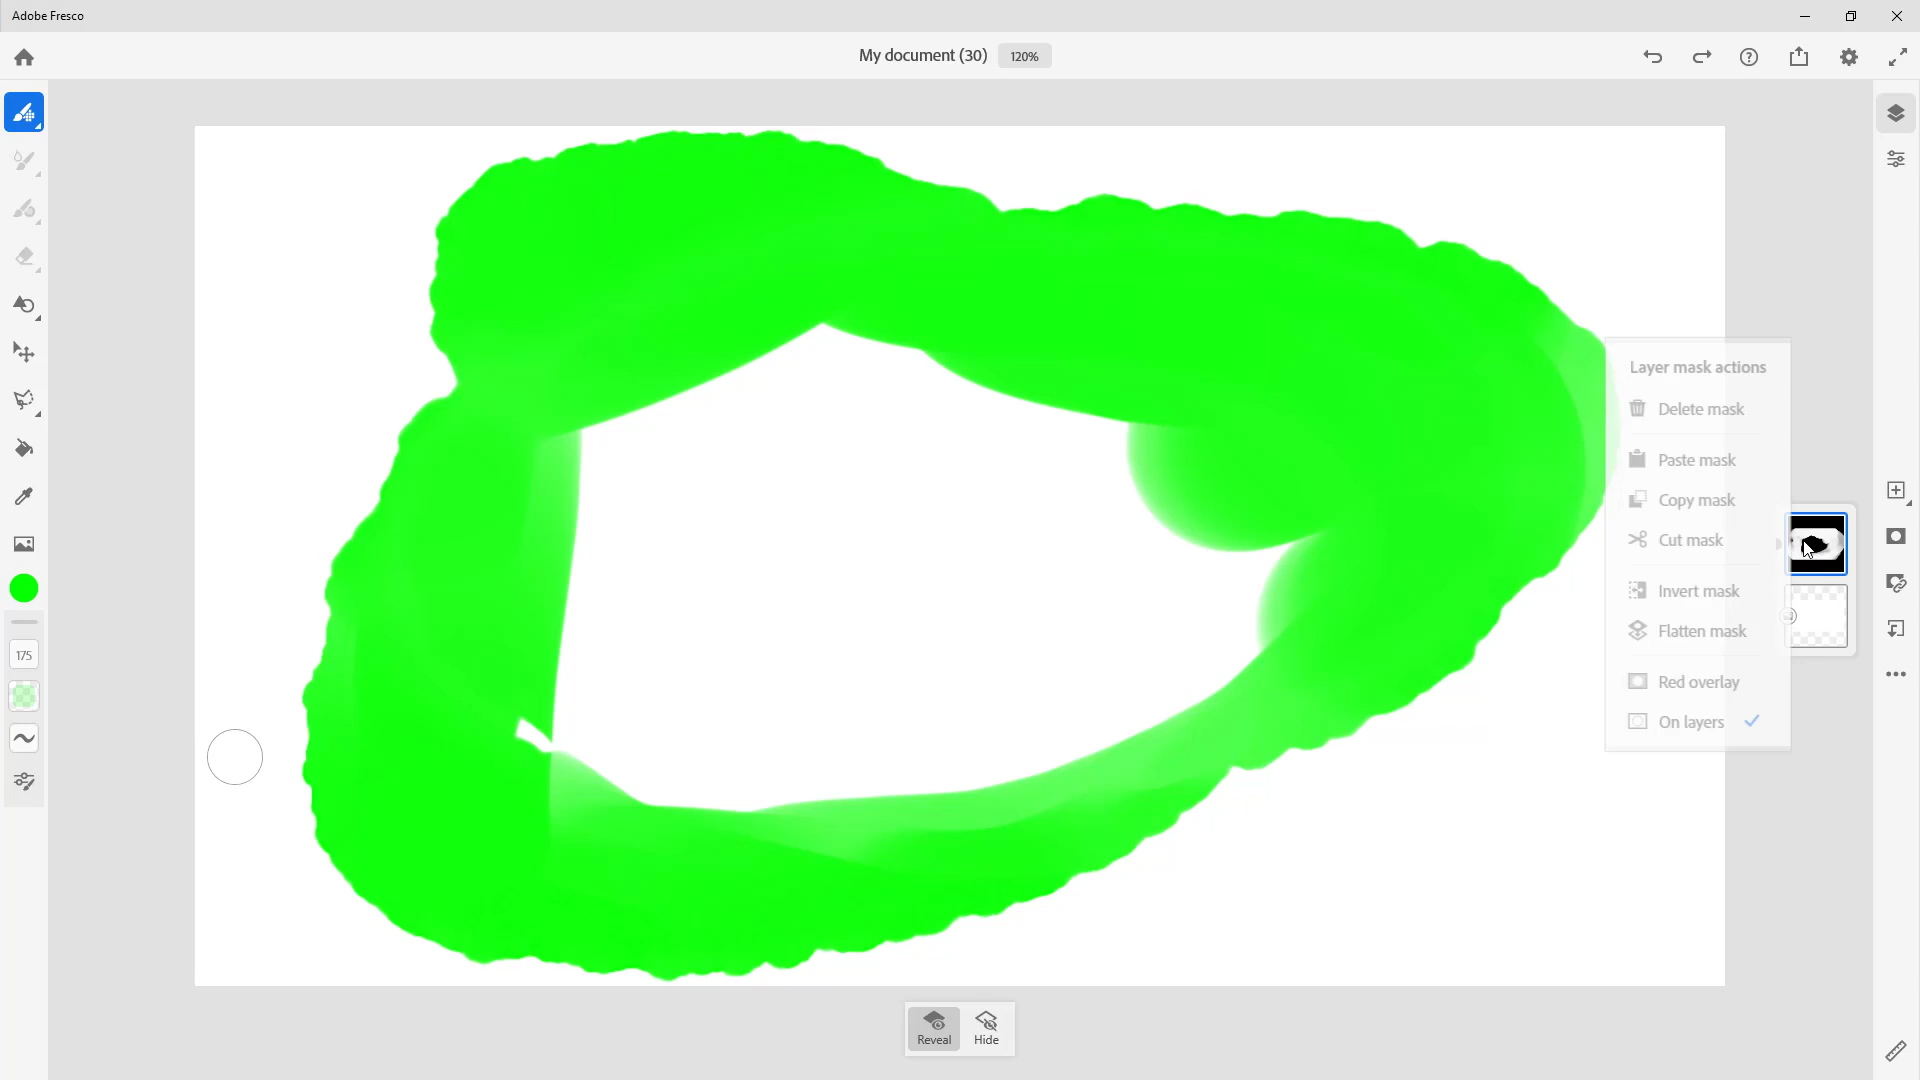 Adobe Fresco
My document (30)
120%
Layer mask actions
Delete mask
Paste mask
Copy mask
Cut mask
Invert mask
Flatten mask
Red overlay
On layers
175
Reveal
Hide